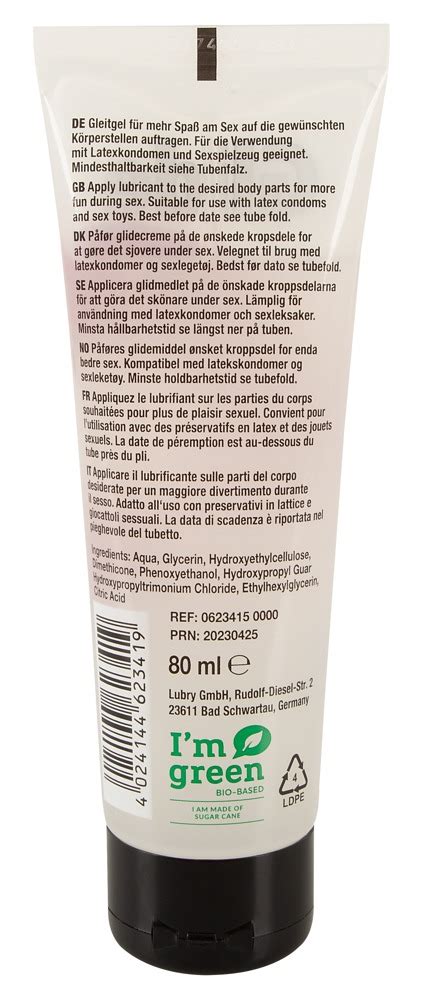 DE Gleitgel für mehr Spaß am Sex auf die gewünschten
Körperstellen auftragen. Für die Verwendung
mit Latexkondomen und Sexspielzeug geeignet.
Mindesthaltbarkeit siehe Tubenfalz.
GB Apply lubricant to the desired body parts for more
fun during sex. Suitable for use with latex condoms
and sex toys. Best before date see tube fold.
DK Påfør glidecreme på de ønskede kropsdele for
at gøre det sjovere under sex. Velegnet til brug med
latexkondomer og sexlegetøj. Bedst før dato se tubefold.
SE Applicera glidmedlet på de önskade kroppsdelarna
för att göra det skönare under sex. Lämplig för
användning med latexkondomer och sexleksaker.
Minsta hållbarhetstid se längst ner på tuben.
NO Påføres glidemiddel ønsket kroppsdel for enda
bedre sex. Kompatibel med latekskondomer og
sexleketøy. Minste holdbarhetstid se tubefold.
FR Appliquez le lubrifiant sur les parties du corps
souhaitées pour plus de plaisir sexuel. Convient pour
l'utilisation avec des préservatifs en latex et des jouets
sexuels. La date de péremption est au-dessous du
tube près du pli.
IT Applicare il lubrificante sulle parti del corpo
desiderate per un maggiore divertimento durante
il sesso. Adatto all'uso con preservativi in lattice e
giocattoli sessuali. La data di scadenza è riportata nel
pieghevole del tubetto.
Ingredients: Aqua, Glycerin, Hydroxyethylcellulose,
Dimethicone, Phenoxyethanol, Hydroxypropyl Guar
Hydroxypropyltrimonium Chloride, Ethylhexylglycerin,
Citric Acid
REF: 0623415 0000
PRN: 20230425
80 ml ℮
Lubry GmbH, Rudolf-Diesel-Str. 2
23611 Bad Schwartau, Germany
4 024144 623419
I'm
green
BIO-BASED
I AM MADE OF
SUGAR CANE
4
LDPE